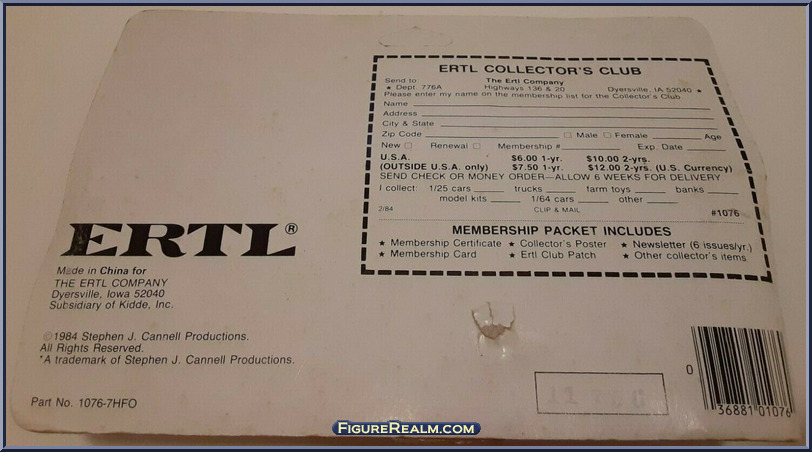 ERTL COLLECTOR'S CLUB
Send to The Ertl Company
★ Dept. 776A Highways 136 & 20 Dyersville, IA 52040 ★
Please enter my name on the membership list for the Collector's Club
Name
Address
City & State
Zip Code □ Male □ Female Age
New □ Renewal □ Membership # Exp. Date
U.S.A. $6.00 1-yr. $10.00 2-yrs.
(OUTSIDE U.S.A. only) $7.50 1-yr. $12.00 2-yrs. (U.S. Currency)
SEND CHECK OR MONEY ORDER—ALLOW 6 WEEKS FOR DELIVERY
I collect: 1/25 cars trucks farm toys banks
model kits 1/64 cars other
2/84 CLIP & MAIL #1076
MEMBERSHIP PACKET INCLUDES
★ Membership Certificate ★ Collector's Poster ★ Newsletter (6 issues/yr.)
★ Membership Card ★ Ertl Club Patch ★ Other collector's items
ERTL®
Made in China for
THE ERTL COMPANY
Dyersville, Iowa 52040
Subsidiary of Kidde, Inc.
©1984 Stephen J. Cannell Productions.
All Rights Reserved.
*A trademark of Stephen J. Cannell Productions.
Part No. 1076-7HFO
0 36881 01076
FIGUREREALM.COM